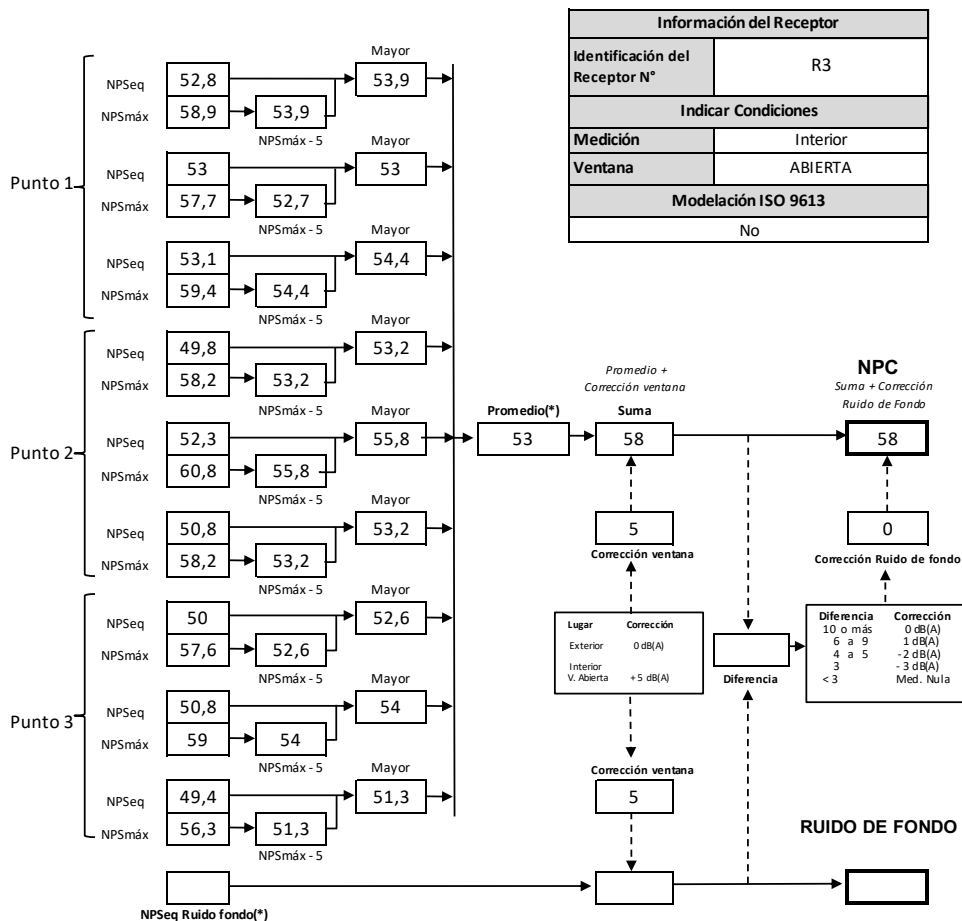 Información del Receptor
Identificación del Receptor N°
R3
Indicar Condiciones
Medición
Interior
Ventana
ABIERTA
Modelación ISO 9613
No
Punto 1
Mayor
NPSeq
52,8
53,9
NPSmáx
58,9
53,9
NPSmáx - 5
Mayor
NPSeq
53
53
NPSmáx
57,7
52,7
NPSmáx - 5
Mayor
NPSeq
53,1
54,4
NPSmáx
59,4
54,4
NPSmáx - 5
Punto 2
Mayor
NPSeq
49,8
53,2
NPSmáx
58,2
53,2
NPSmáx - 5
Mayor
NPSeq
52,3
55,8
NPSmáx
60,8
55,8
NPSmáx - 5
Mayor
NPSeq
50,8
53,2
NPSmáx
58,2
53,2
NPSmáx - 5
Punto 3
Mayor
NPSeq
50
52,6
NPSmáx
57,6
52,6
NPSmáx - 5
Mayor
NPSeq
50,8
54
NPSmáx
59
54
NPSmáx - 5
Mayor
NPSeq
49,4
51,3
NPSmáx
56,3
51,3
NPSmáx - 5
NPSeq Ruido fondo(*)
Promedio(*)
53
Promedio +
Corrección ventana
Suma
58
5
Corrección ventana
Lugar Corrección
Exterior 0 dB(A)
Interior
V. Abierta +5 dB(A)
Corrección ventana
5
Diferencia
NPC
Suma + Corrección
Ruido de Fondo
58
0
Corrección Ruido de fondo
Diferencia Corrección
10 o más 0 dB(A)
6 a 9 1 dB(A)
4 a 5 -2 dB(A)
3 - 3 dB(A)
< 3 Med. Nula
RUIDO DE FONDO